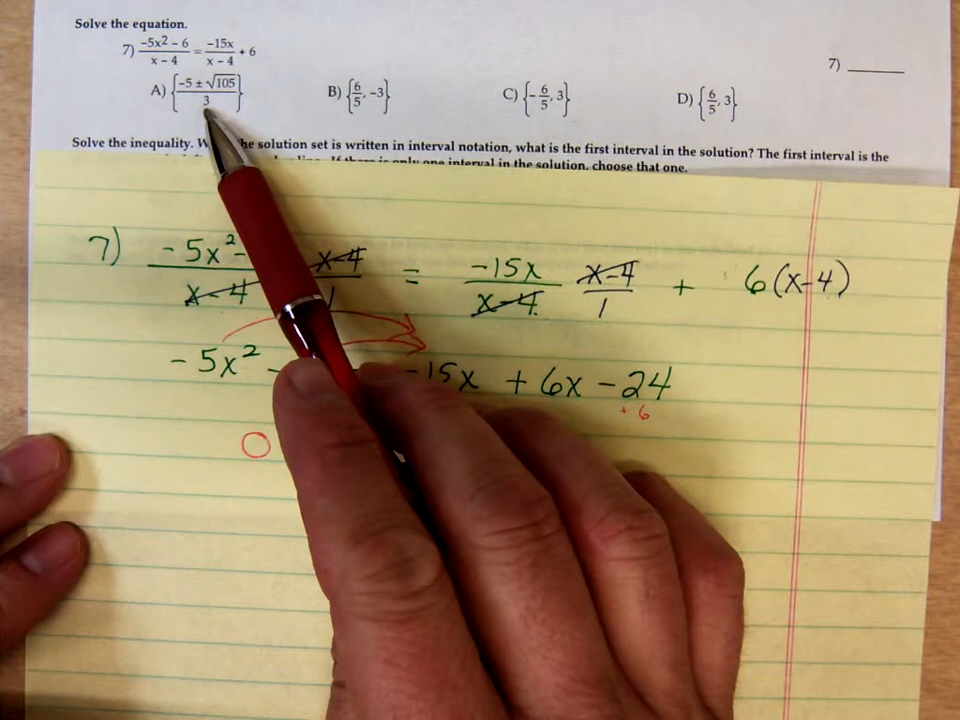 Solve the equation.
7) -5x² - 6 / x - 4 = -15x / x - 4 + 6
7)
A) {-5 ± √105 / 3} B) {6/5, -3} C) {-6/5, 3} D) {6/5, 3}
Solve the inequality. he solution set is written in interval notation, what is the first interval in the solution? The first interval is the
If there is only one interval in the solution, choose that one.
7) -5x² - / x-4 x-4 / 1 = -15x / x-4 x-4 / 1 + 6(x-4)
-5x² - -15x + 6x - 24
+ 6
0